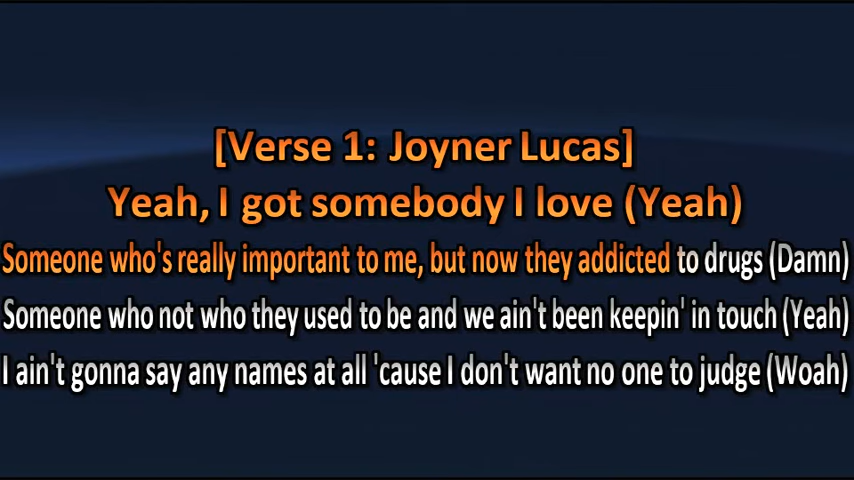 [Verse 1: Joyner Lucas]
Yeah, I got somebody I love (Yeah)
Someone who's really important to me, but now they addicted to drugs (Damn)
Someone who not who they used to be and we ain't been keepin' in touch (Yeah)
I ain't gonna say any names at all 'cause I don't want no one to judge (Woah)